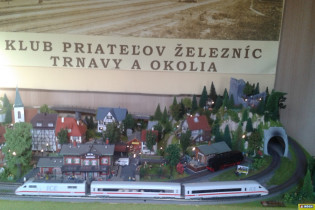 KLUB PRIATEĽOV ŽELEZNÍC
TRNAVY A OKOLIA